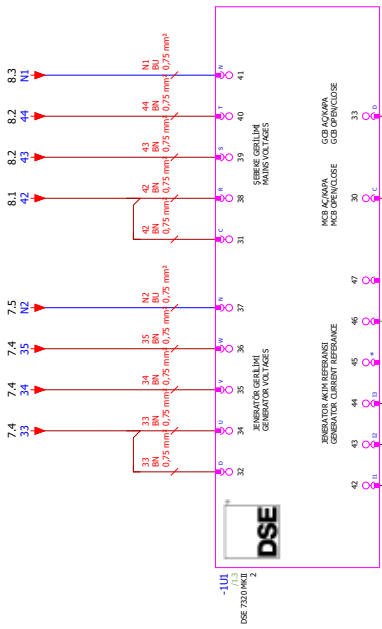 7.4 7.4 7.4 7.5 8.1 8.2 8.2 8.3
33 34 35 N2 42 43 44 N1
33 33 34 35 N2 42 42 43 44 N1
BN BN BN BN BU BN BN BN BN BU
0,75 mm² 0,75 mm² 0,75 mm² 0,75 mm² 0,75 mm² 0,75 mm² 0,75 mm² 0,75 mm² 0,75 mm² 0,75 mm²
-1U1
/1.3
DSE 7320 MKII
2
DSE
D U V W N C R S T N
32 34 35 36 37 31 38 39 40 41
JENERATÖR GERİLİMİ
GENERATOR VOLTAGES
ŞEBEKE GERİLİMİ
MAINS VOLTAGES
JENERATÖR AKIM REFERANSI
GENERATOR CURRENT REFERANCE
MCB AÇ/KAPA
MCB OPEN/CLOSE
GCB AÇ/KAPA
GCB OPEN/CLOSE
42 43 44 45 46 47 30 33
I1 I2 I3 * C D